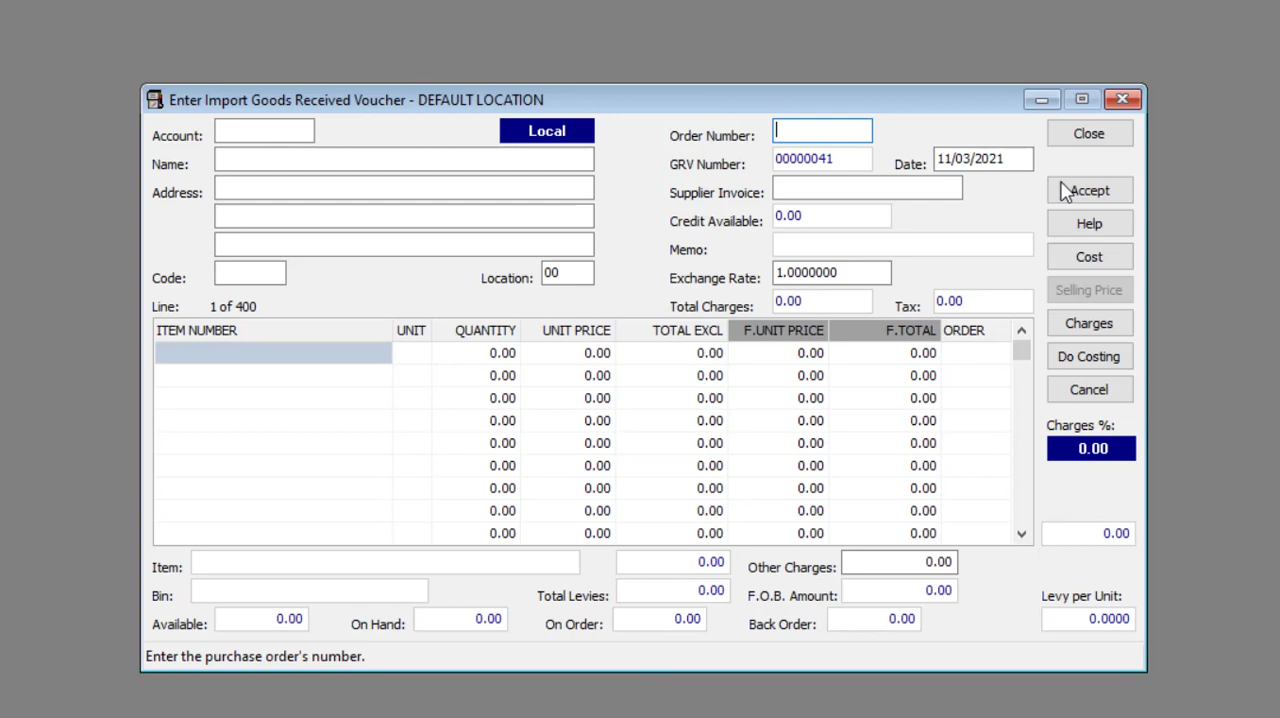 Enter Import Goods Received Voucher - DEFAULT LOCATION
Account: Local Order Number: Close
Name: GRV Number: 00000041 Date: 11/03/2021
Address: Supplier Invoice: Accept
Credit Available: 0.00 Help
Memo: Cost
Code: Location: 00 Exchange Rate: 1.0000000 Selling Price
Line: 1 of 400 Total Charges: 0.00 Tax: 0.00
ITEM NUMBER UNIT QUANTITY UNIT PRICE TOTAL EXCL F.UNIT PRICE F.TOTAL ORDER Charges
0.00 0.00 0.00 0.00 0.00 Do Costing
0.00 0.00 0.00 0.00 0.00 Cancel
0.00 0.00 0.00 0.00 0.00
0.00 0.00 0.00 0.00 0.00 Charges %:
0.00 0.00 0.00 0.00 0.00 0.00
0.00 0.00 0.00 0.00 0.00
0.00 0.00 0.00 0.00 0.00
0.00 0.00 0.00 0.00 0.00
0.00 0.00 0.00 0.00 0.00 0.00
Item: 0.00 Other Charges: 0.00
Bin: Total Levies: 0.00 F.O.B. Amount: 0.00 Levy per Unit:
Available: 0.00 On Hand: 0.00 On Order: 0.00 Back Order: 0.00 0.0000
Enter the purchase order's number.